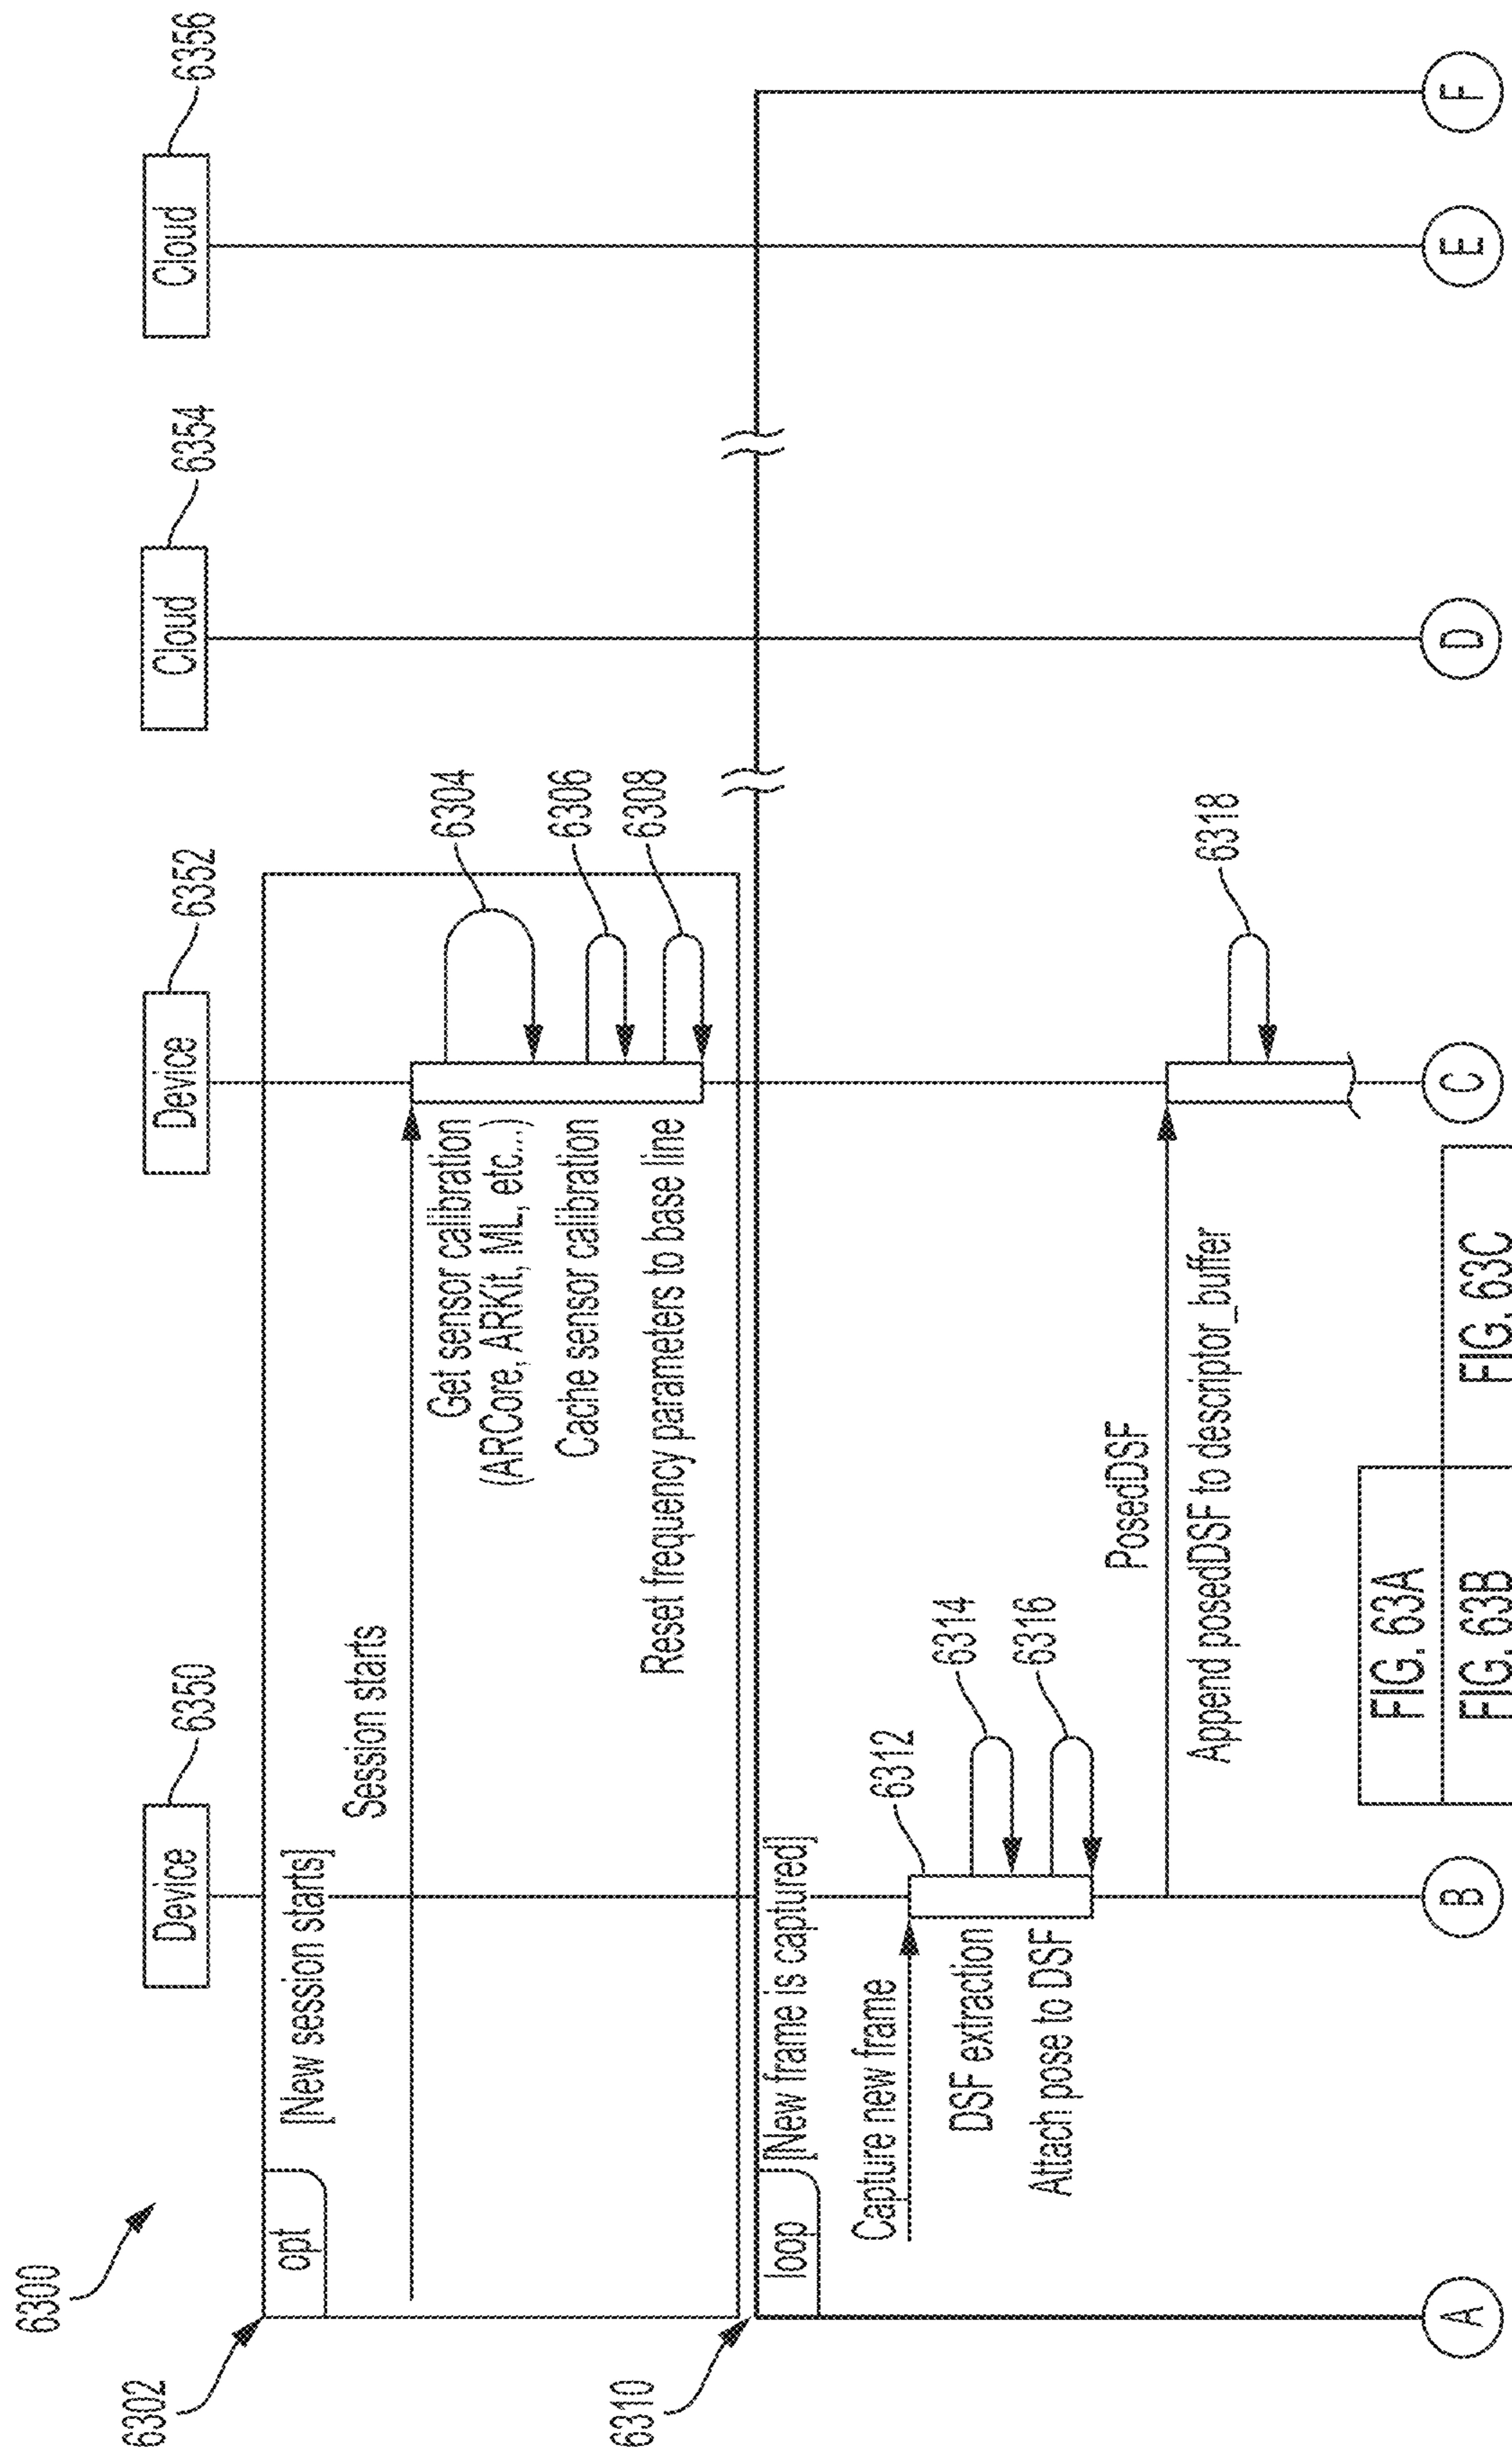 6300
6302
6350
6352
6354
6356
Device
Device
Cloud
Cloud
opt
[New session starts]
Session starts
Get sensor calibration
(ARCore, ARKit, ML, etc...)
6304
Cache sensor calibration
6306
Reset frequency parameters to base line
6308
6310
loop
[New frame is captured]
Capture new frame
6312
DSF extraction
6314
Attach pose to DSF
6316
PosedDSF
Append posedDSF to descriptor_buffer
6318
FIG. 63A
FIG. 63B
FIG. 63C
A
B
C
D
E
F